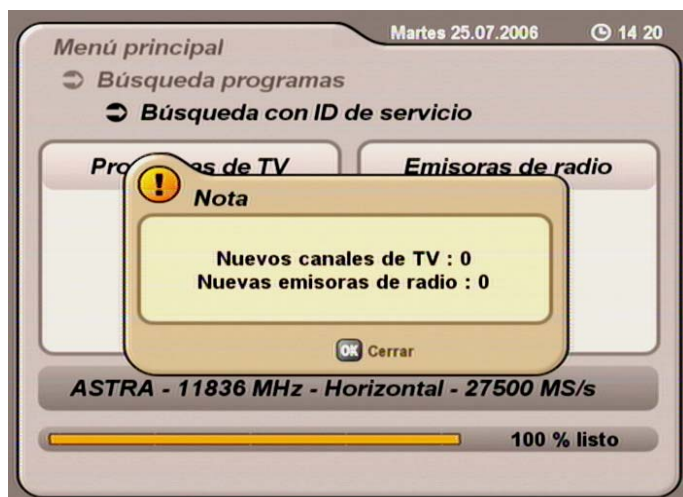 Martes 25.07.2006 14 20
Menú principal
Búsqueda programas
Búsqueda con ID de servicio
de TV Emisoras de radio
Nota
Nuevos canales de TV : 0
Nuevas emisoras de radio : 0
OK Cerrar
ASTRA - 11836 MHz - Horizontal - 27500 MS/s
100 % listo